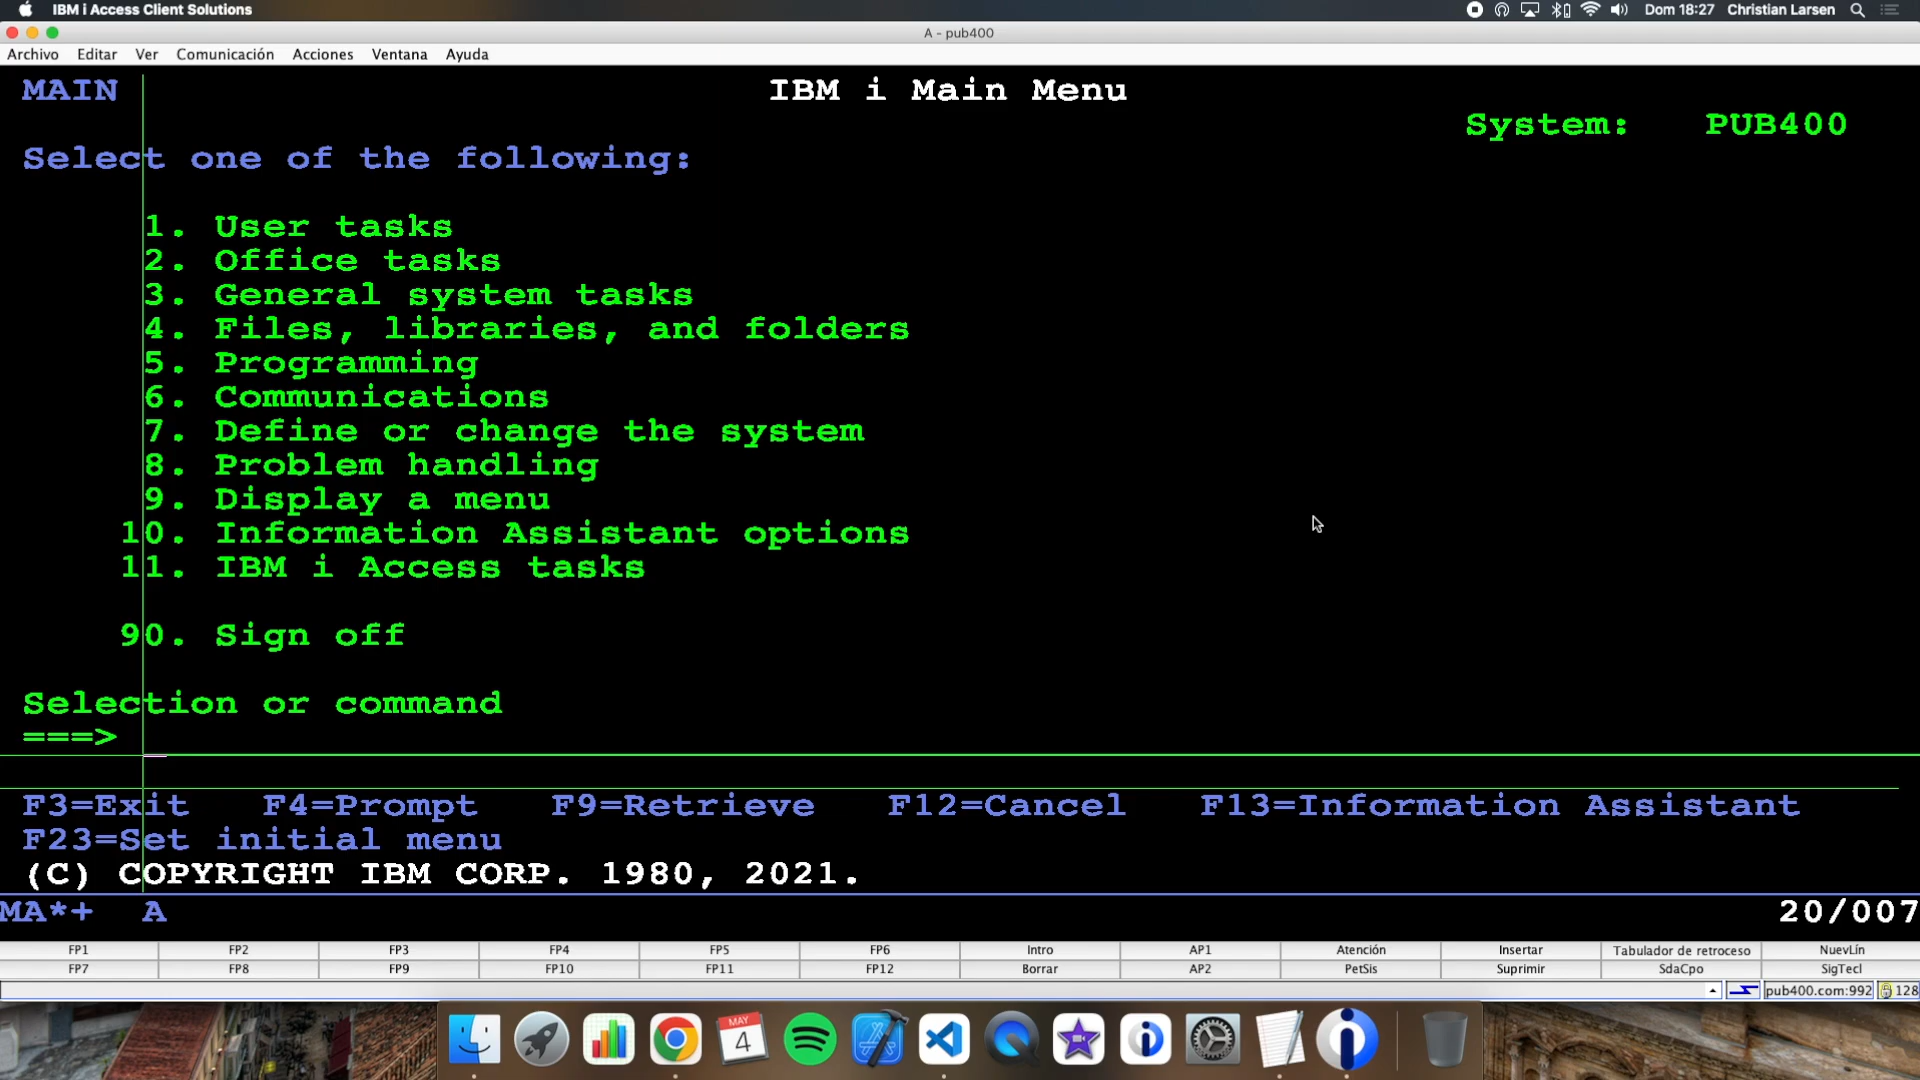 IBM i Access Client Solutions Dom 18:27 Christian Larsen
A - pub400
Archivo Editar Ver Comunicación Acciones Ventana Ayuda
MAIN IBM i Main Menu
System: PUB400
Select one of the following:
1. User tasks
2. Office tasks
3. General system tasks
4. Files, libraries, and folders
5. Programming
6. Communications
7. Define or change the system
8. Problem handling
9. Display a menu
10. Information Assistant options
11. IBM i Access tasks
90. Sign off
Selection or command
===>
F3=Exit F4=Prompt F9=Retrieve F12=Cancel F13=Information Assistant
F23=Set initial menu
(C) COPYRIGHT IBM CORP. 1980, 2021.
MA*+ A 20/007
FP1 FP2 FP3 FP4 FP5 FP6 Intro AP1 Atención Insertar Tabulador de retroceso NuevLín
FP7 FP8 FP9 FP10 FP11 FP12 Borrar AP2 PetSis Suprimir SdaCpo SigTecl
pub400.com:992 128
MAY
4